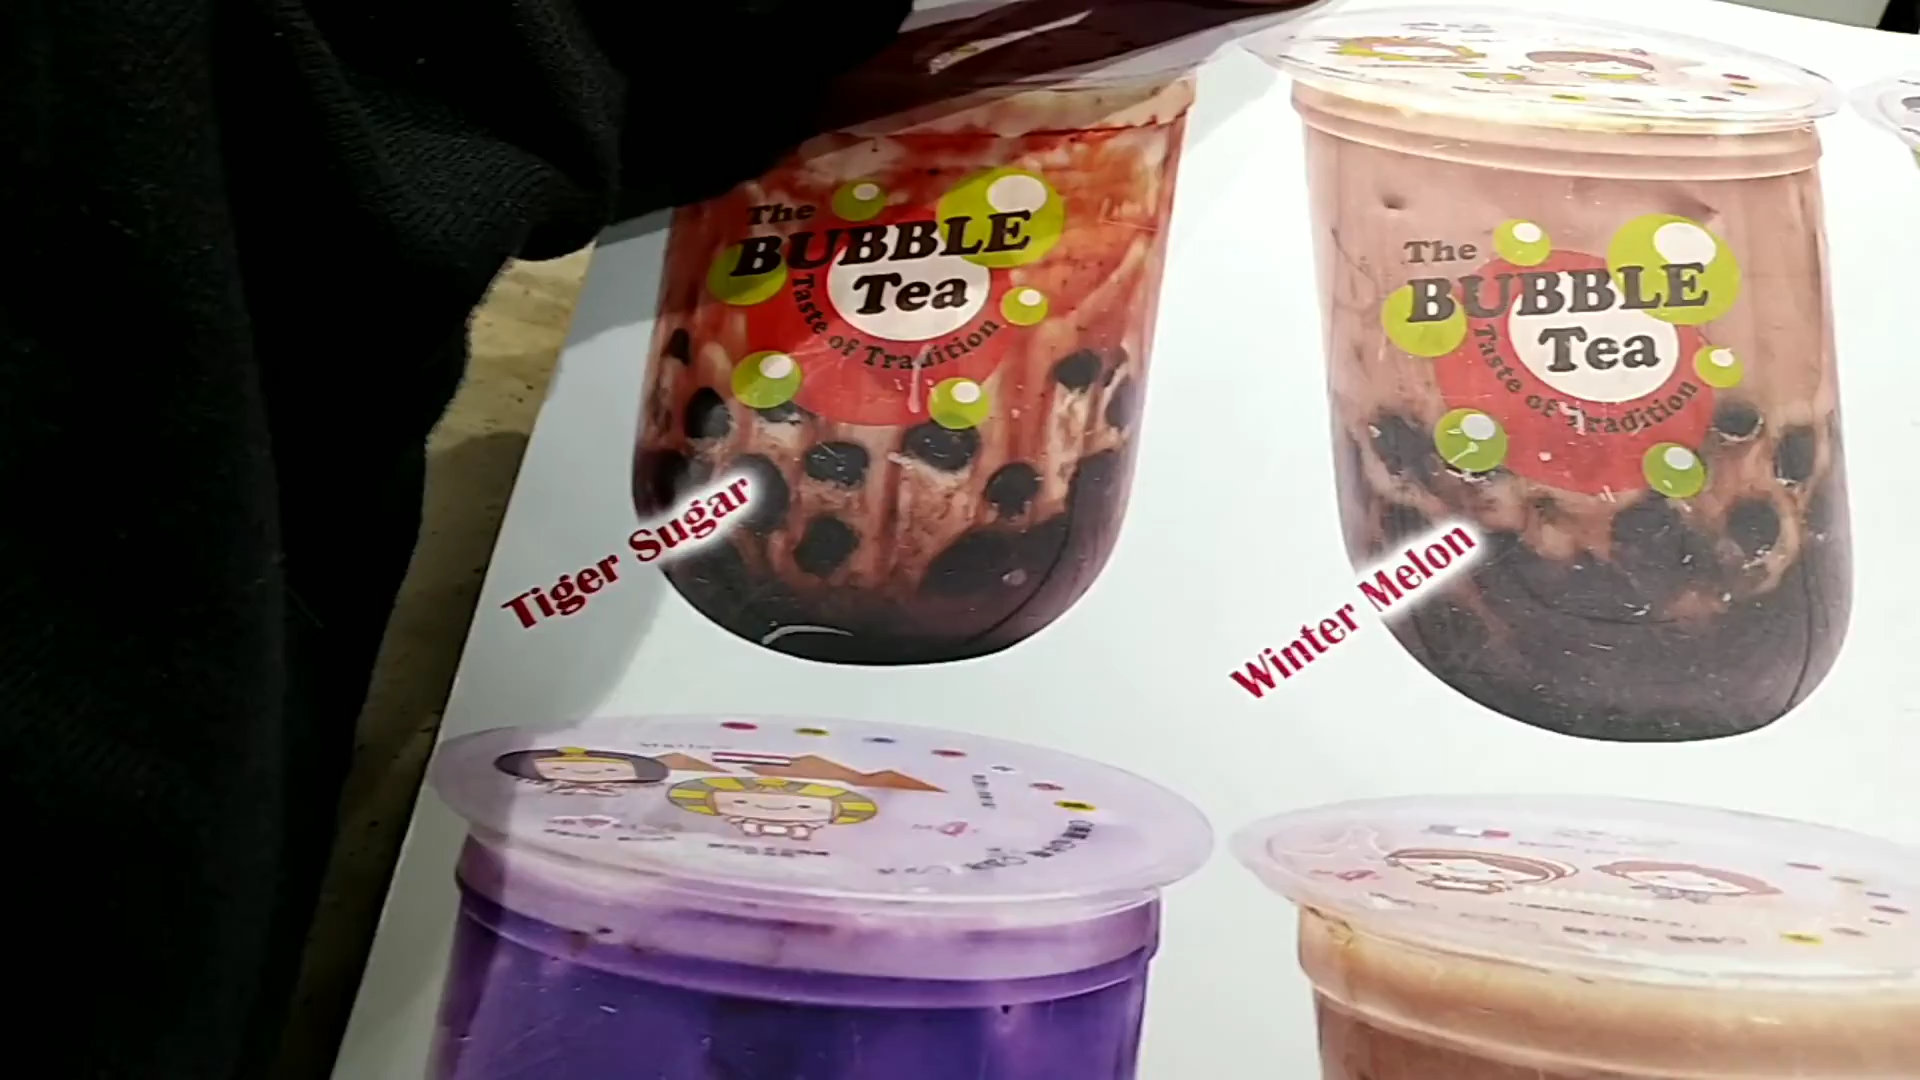 The
BUBBLE
Tea
Taste of Tradition
Tiger Sugar
The
BUBBLE
Tea
Taste of Tradition
Winter Melon